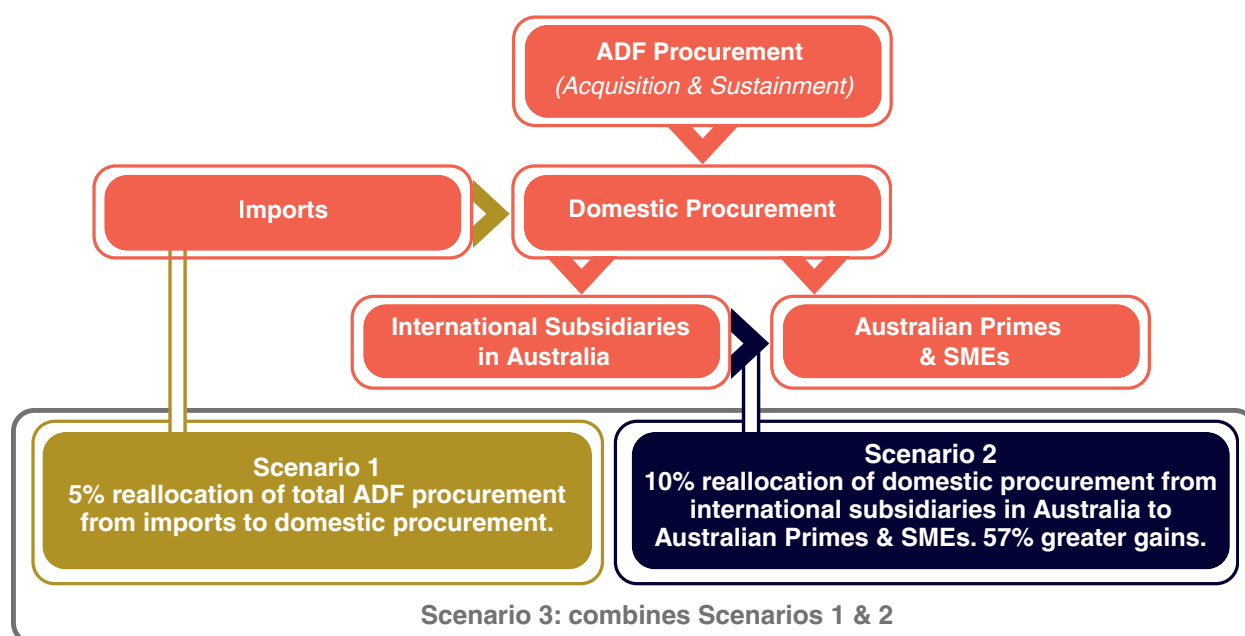 ADF Procurement
(Acquisition & Sustainment)
Imports
Domestic Procurement
International Subsidiaries
in Australia
Australian Primes
& SMEs
Scenario 1
5% reallocation of total ADF procurement
from imports to domestic procurement.
Scenario 2
10% reallocation of domestic procurement from
international subsidiaries in Australia to
Australian Primes & SMEs. 57% greater gains.
Scenario 3: combines Scenarios 1 & 2